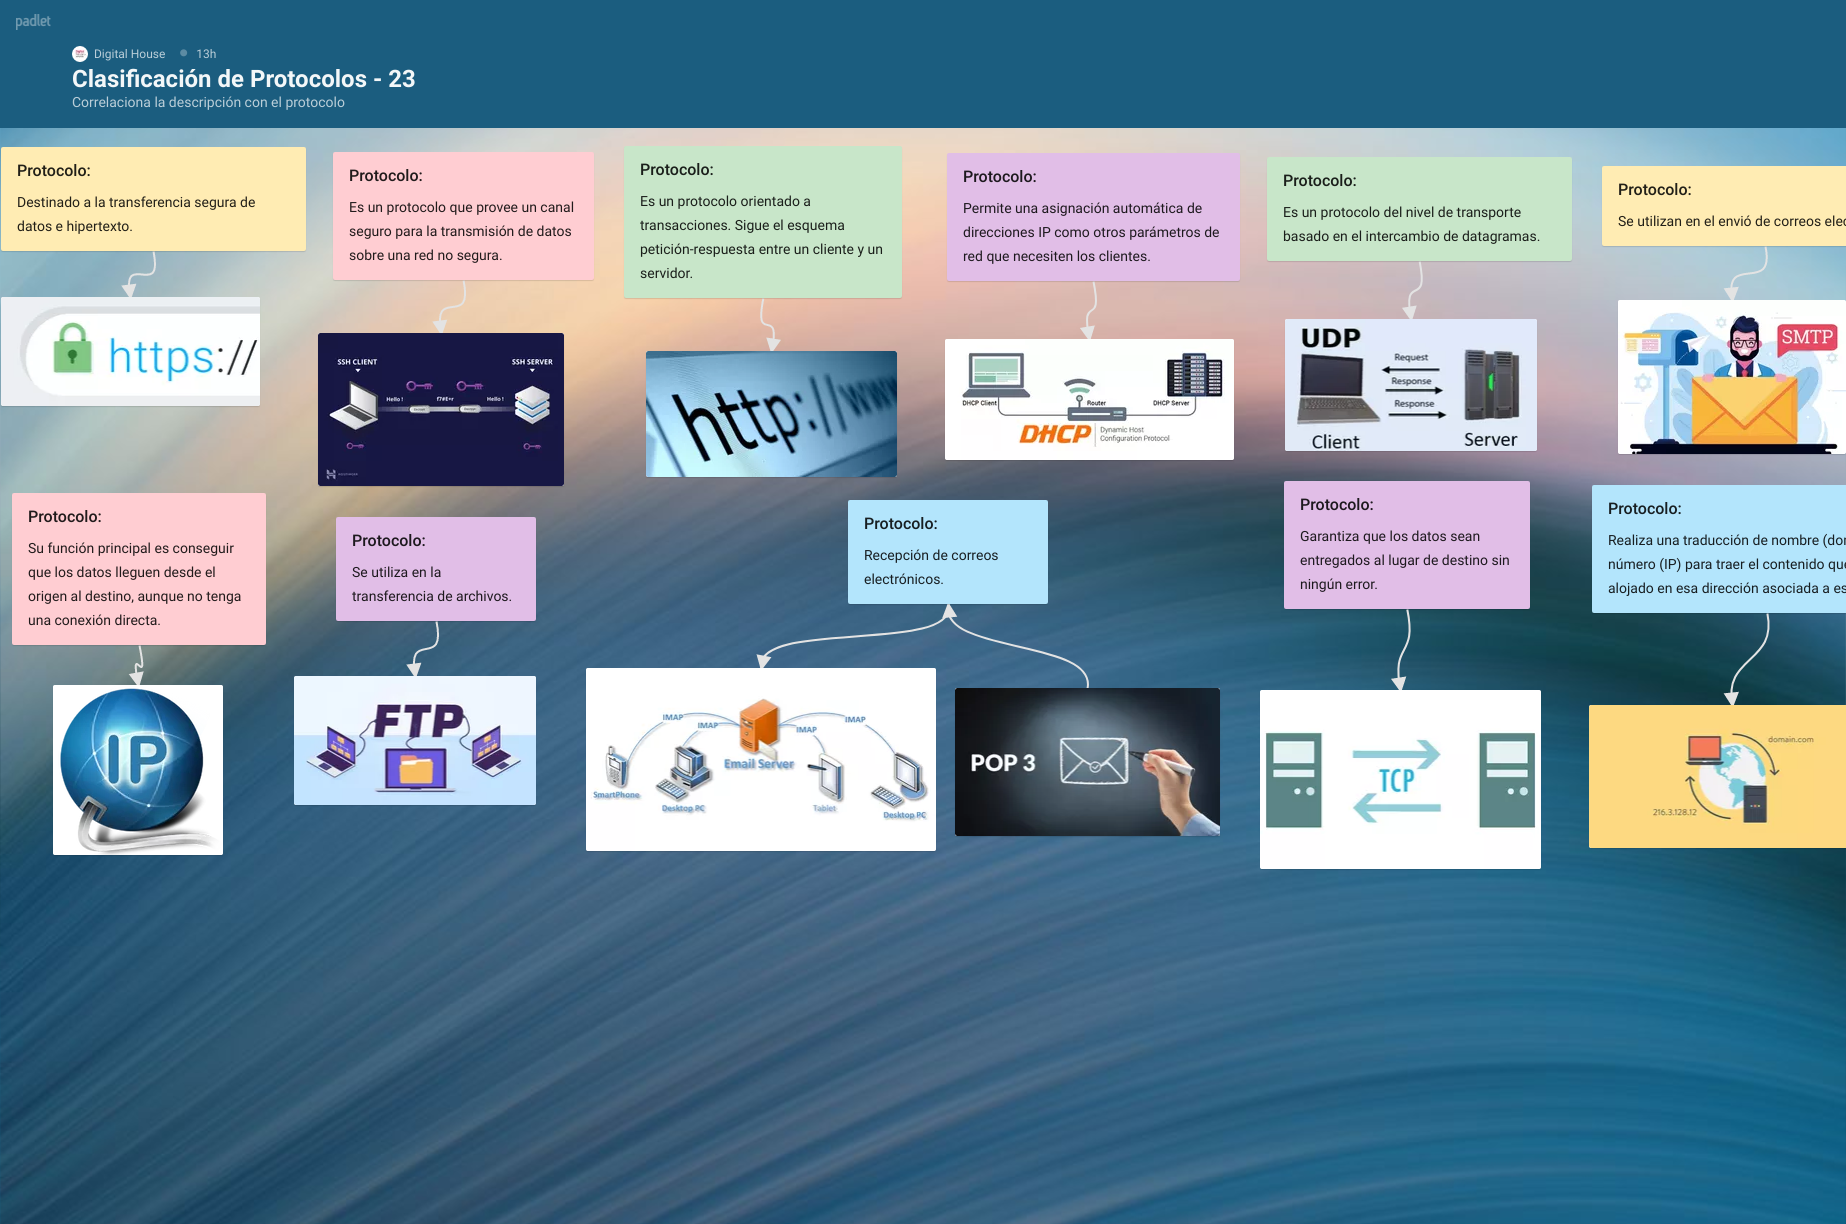 padlet
Digital House 13h
Clasificación de Protocolos - 23
Correlaciona la descripción con el protocolo
Protocolo:
Destinado a la transferencia segura de
datos e hipertexto.
https://
Protocolo:
Es un protocolo que provee un canal
seguro para la transmisión de datos
sobre una red no segura.
SSH CLIENT
SSH SERVER
Hello !
Hello !
Protocolo:
Es un protocolo orientado a
transacciones. Sigue el esquema
petición-respuesta entre un cliente y un
servidor.
http://www
Protocolo:
Permite una asignación automática de
direcciones IP como otros parámetros de
red que necesiten los clientes.
DHCP Client
Router
DHCP Server
DHCP
Dynamic Host
Configuration Protocol
Protocolo:
Es un protocolo del nivel de transporte
basado en el intercambio de datagramas.
UDP
Request
Response
Response
Client
Server
Protocolo:
Se utilizan en el envió de correos elec
SMTP
Protocolo:
Su función principal es conseguir
que los datos lleguen desde el
origen al destino, aunque no tenga
una conexión directa.
IP
Protocolo:
Se utiliza en la
transferencia de archivos.
FTP
Protocolo:
Recepción de correos
electrónicos.
IMAP
IMAP
IMAP
IMAP
Email Server
SmartPhone
Desktop PC
Tablet
Desktop PC
POP 3
Protocolo:
Garantiza que los datos sean
entregados al lugar de destino sin
ningún error.
TCP
Protocolo:
Realiza una traducción de nombre (dom
número (IP) para traer el contenido que
alojado en esa dirección asociada a es
domain.com
216.3.128.12